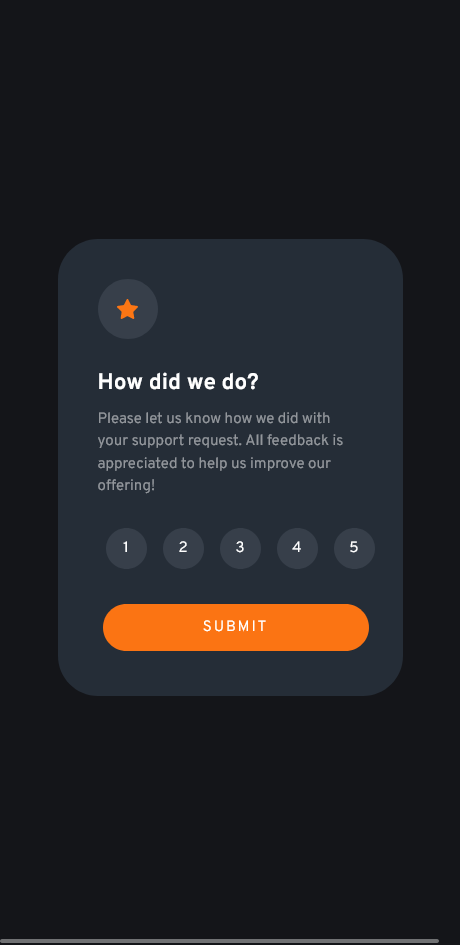 How did we do?
Please let us know how we did with
your support request. All feedback is
appreciated to help us improve our
offering!
1 2 3 4 5
SUBMIT